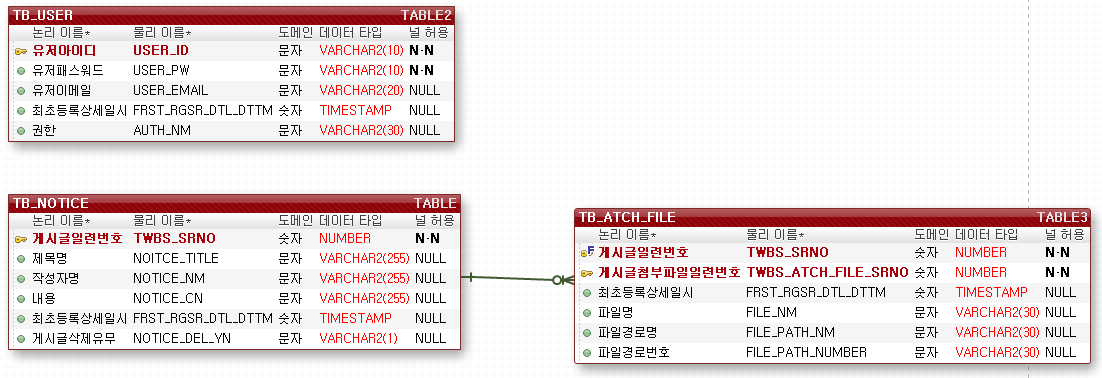 TB_USER TABLE2
논리 이름* 물리 이름* 도메인 데이터 타입 널 허용
유저아이디 USER_ID 문자 VARCHAR2(10) N-N
유저패스워드 USER_PW 문자 VARCHAR2(10) N-N
유저이메일 USER_EMAIL 문자 VARCHAR2(20) NULL
최초등록상세일시 FRST_RGSR_DTL_DTTM 숫자 TIMESTAMP NULL
권한 AUTH_NM 문자 VARCHAR2(30) NULL
TB_NOTICE TABLE
논리 이름* 물리 이름* 도메인 데이터 타입 널 허용
게시글일련번호 TWBS_SRNO 숫자 NUMBER N-N
제목명 NOITCE_TITLE 문자 VARCHAR2(255) NULL
작성자명 NOTICE_NM 문자 VARCHAR2(255) NULL
내용 NOTICE_CN 문자 VARCHAR2(255) NULL
최초등록상세일시 FRST_RGSR_DTL_DTTM 숫자 TIMESTAMP NULL
게시글삭제유무 NOTICE_DEL_YN 문자 VARCHAR2(1) NULL
TB_ATCH_FILE TABLE3
논리 이름* 물리 이름* 도메인 데이터 타입 널 허용
F 게시글일련번호 TWBS_SRNO 숫자 NUMBER N-N
게시글첨부파일일련번호 TWBS_ATCH_FILE_SRNO 숫자 NUMBER N-N
최초등록상세일시 FRST_RGSR_DTL_DTTM 숫자 TIMESTAMP NULL
파일명 FILE_NM 문자 VARCHAR2(30) NULL
파일경로명 FILE_PATH_NM 문자 VARCHAR2(30) NULL
파일경로번호 FILE_PATH_NUMBER 문자 VARCHAR2(30) NULL